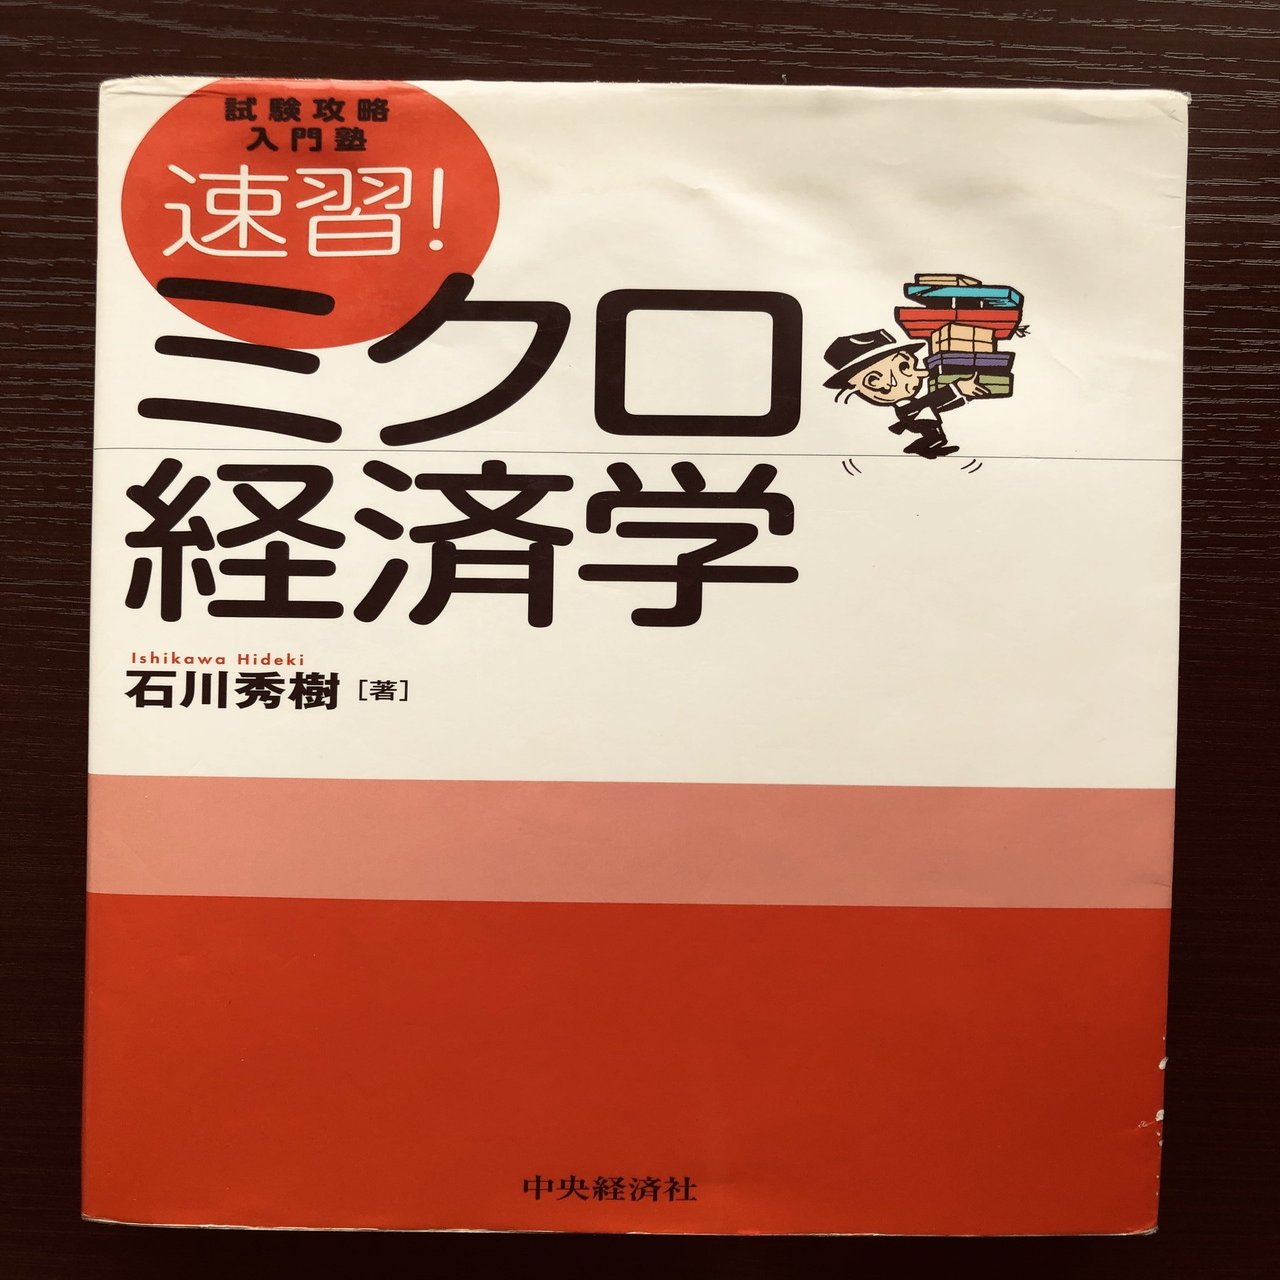 試験攻略
入門塾
速習!
ミクロ
経済学
Ishikawa Hideki
石川秀樹［著］
中央経済社